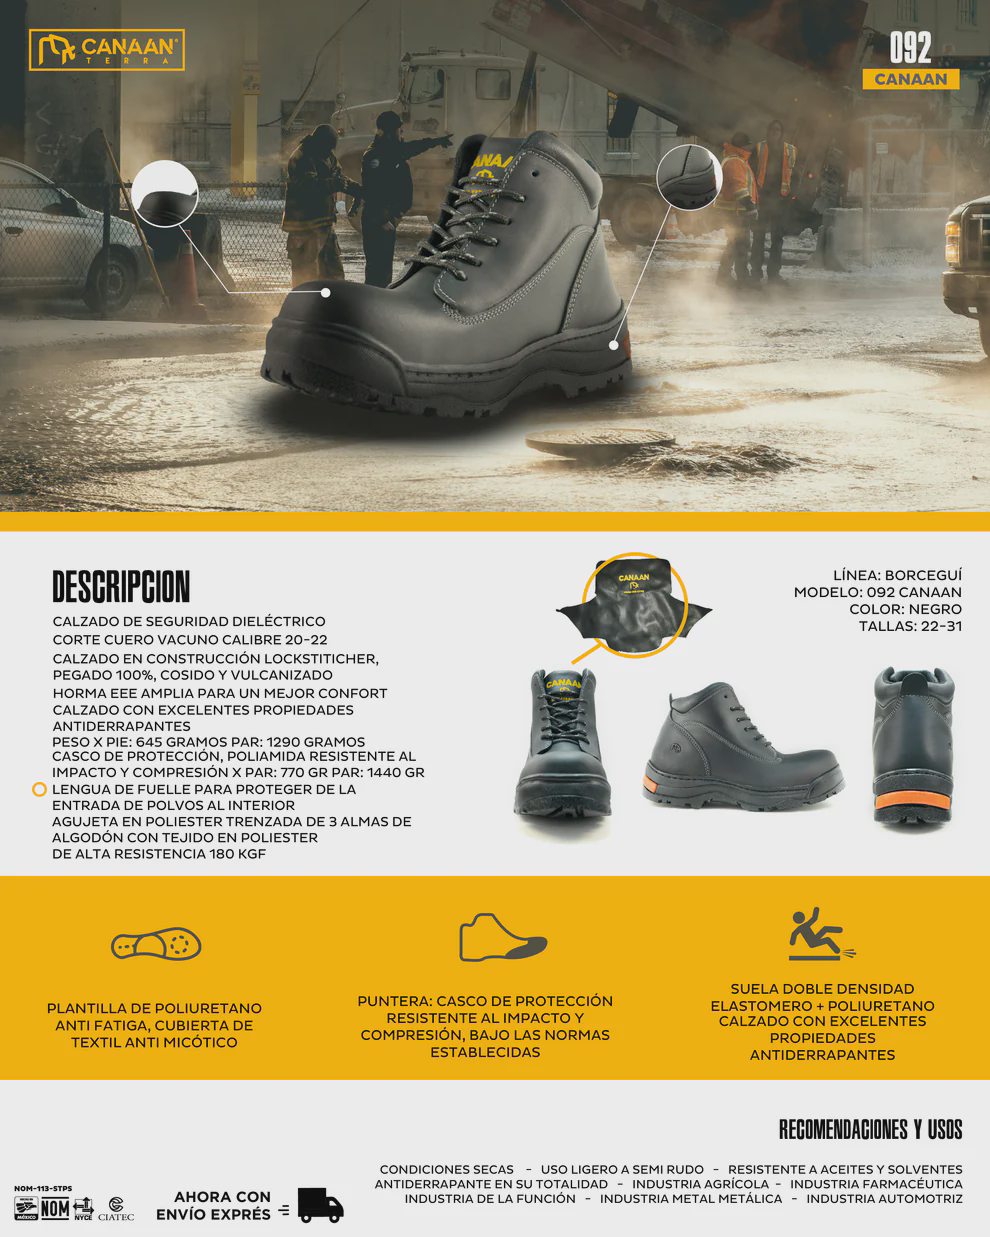 CANAAN®
TERRA
092
CANAAN
DESCRIPCION
CALZADO DE SEGURIDAD DIELÉCTRICO
CORTE CUERO VACUNO CALIBRE 20-22
CALZADO EN CONSTRUCCIÓN LOCKSTITICHER,
PEGADO 100%, COSIDO Y VULCANIZADO
HORMA EEE AMPLIA PARA UN MEJOR CONFORT
CALZADO CON EXCELENTES PROPIEDADES
ANTIDERRAPANTES
PESO X PIE: 645 GRAMOS PAR: 1290 GRAMOS
CASCO DE PROTECCIÓN, POLIAMIDA RESISTENTE AL
IMPACTO Y COMPRESIÓN X PAR: 770 GR PAR: 1440 GR
LENGUA DE FUELLE PARA PROTEGER DE LA
ENTRADA DE POLVOS AL INTERIOR
AGUJETA EN POLIESTER TRENZADA DE 3 ALMAS DE
ALGODÓN CON TEJIDO EN POLIESTER
DE ALTA RESISTENCIA 180 KGF
CANAAN
CANAAN
LÍNEA: BORCEGUÍ
MODELO: 092 CANAAN
COLOR: NEGRO
TALLAS: 22-31
PLANTILLA DE POLIURETANO
ANTI FATIGA, CUBIERTA DE
TEXTIL ANTI MICÓTICO
PUNTERA: CASCO DE PROTECCIÓN
RESISTENTE AL IMPACTO Y
COMPRESIÓN, BAJO LAS NORMAS
ESTABLECIDAS
SUELA DOBLE DENSIDAD
ELASTOMERO + POLIURETANO
CALZADO CON EXCELENTES
PROPIEDADES
ANTIDERRAPANTES
RECOMENDACIONES Y USOS
CONDICIONES SECAS - USO LIGERO A SEMI RUDO - RESISTENTE A ACEITES Y SOLVENTES
ANTIDERRAPANTE EN SU TOTALIDAD - INDUSTRIA AGRÍCOLA - INDUSTRIA FARMACÉUTICA
INDUSTRIA DE LA FUNCIÓN - INDUSTRIA METAL METÁLICA - INDUSTRIA AUTOMOTRIZ
NOM-113-STPS
MÉXICO
NOM
NYCE
CIATEC
AHORA CON
ENVÍO EXPRÉS